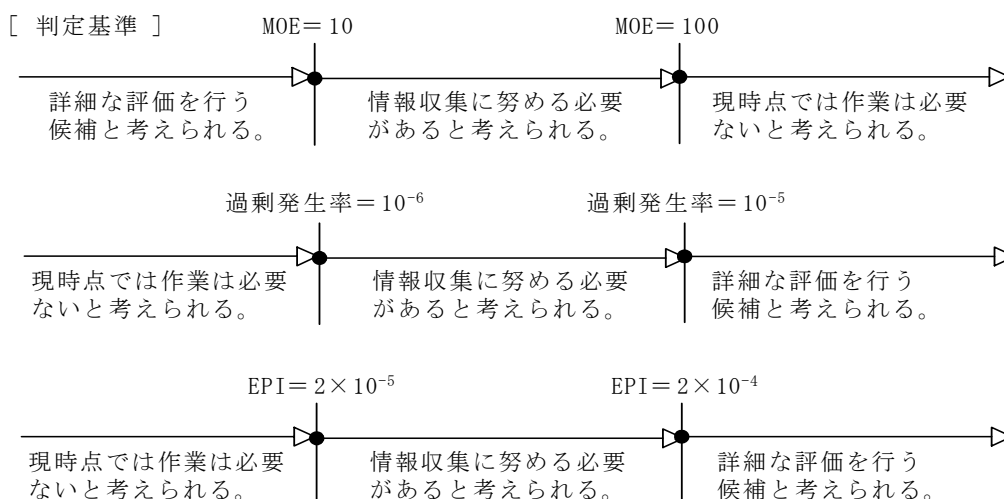 [ 判定基準 ] MOE＝10 MOE＝100
詳細な評価を行う 情報収集に努める必要 現時点では作業は必要
候補と考えられる。 があると考えられる。 ないと考えられる。
過剰発生率＝10⁻⁶ 過剰発生率＝10⁻⁵
現時点では作業は必要 情報収集に努める必要 詳細な評価を行う
ないと考えられる。 があると考えられる。 候補と考えられる。
EPI＝2×10⁻⁵ EPI＝2×10⁻⁴
現時点では作業は必要 情報収集に努める必要 詳細な評価を行う
ないと考えられる。 があると考えられる。 候補と考えられる。